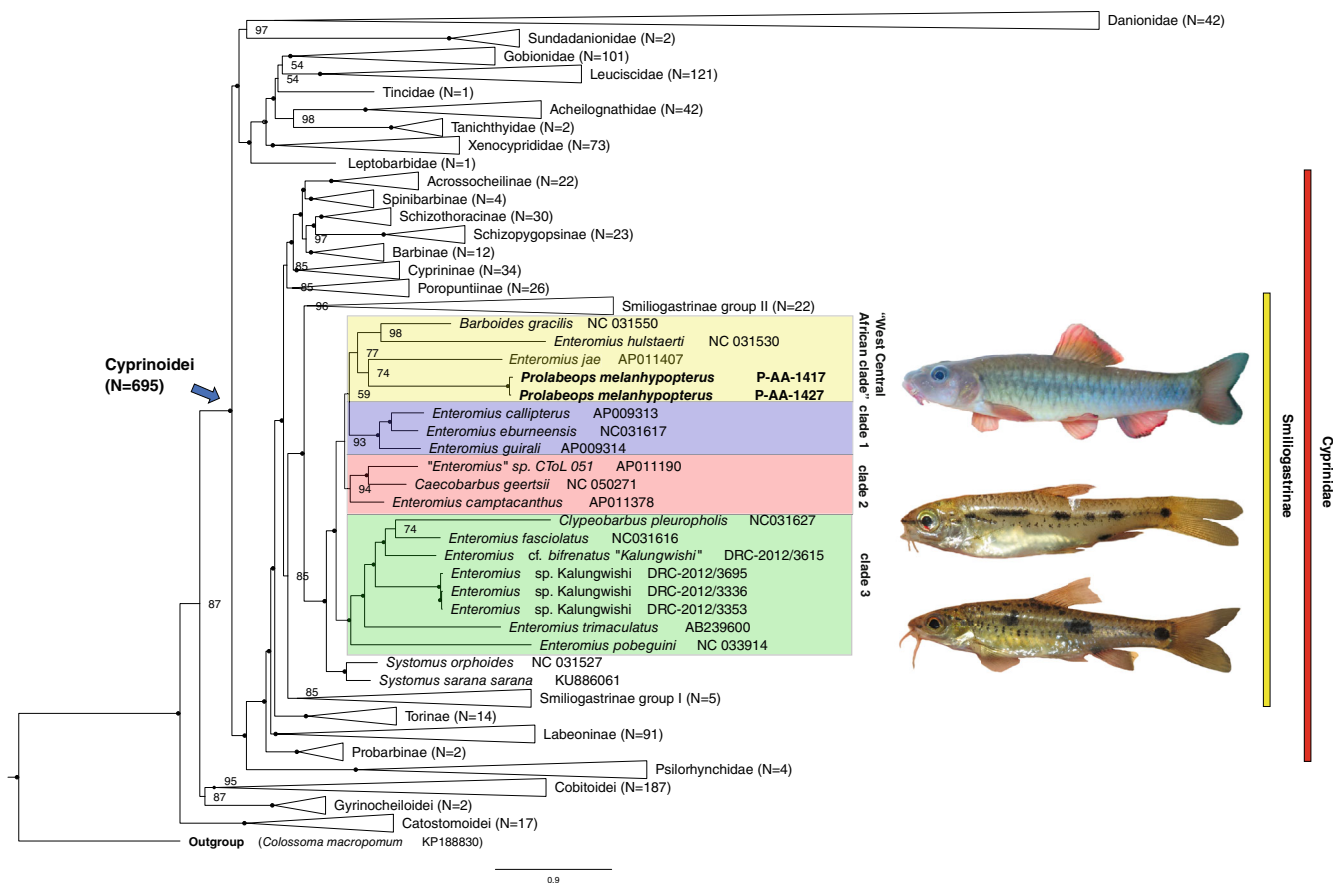 97
Danionidae (N=42)
Sundadanionidae (N=2)
Gobionidae (N=101)
54
Leuciscidae (N=121)
54
Tincidae (N=1)
Acheilognathidae (N=42)
98
Tanichthyidae (N=2)
Xenocyprididae (N=73)
Leptobarbidae (N=1)
Acrossocheilinae (N=22)
Spinibarbinae (N=4)
Schizothoracinae (N=30)
97
Schizopygopsinae (N=23)
Barbinae (N=12)
85
Cyprininae (N=34)
85
Poropuntiinae (N=26)
96
Smiliogastrinae group II (N=22)
Barboides gracilis NC 031550
98
Enteromius hulstaerti NC 031530
77
Enteromius jae AP011407
74
Prolabeops melanhypopterus P-AA-1417
59
Prolabeops melanhypopterus P-AA-1427
"West Central
African clade"
Cyprinoidei
(N=695)
Enteromius callipterus AP009313
Enteromius eburneensis NC031617
93
Enteromius guirali AP009314
clade 1
"Enteromius" sp. CToL 051 AP011190
94
Caecobarbus geertsii NC 050271
Enteromius camptacanthus AP011378
clade 2
Clypeobarbus pleuropholis NC031627
74
Enteromius fasciolatus NC031616
Enteromius cf. bifrenatus "Kalungwishi" DRC-2012/3615
Enteromius sp. Kalungwishi DRC-2012/3695
85
Enteromius sp. Kalungwishi DRC-2012/3336
Enteromius sp. Kalungwishi DRC-2012/3353
Enteromius trimaculatus AB239600
Enteromius pobeguini NC 033914
clade 3
Smiliogastrinae
Cyprinidae
87
Systomus orphoides NC 031527
Systomus sarana sarana KU886061
85
Smiliogastrinae group I (N=5)
Torinae (N=14)
Labeoninae (N=91)
Probarbinae (N=2)
Psilorhynchidae (N=4)
95
Cobitoidei (N=187)
87
Gyrinocheiloidei (N=2)
Catostomoidei (N=17)
Outgroup (Colossoma macropomum KP188830)
0.9